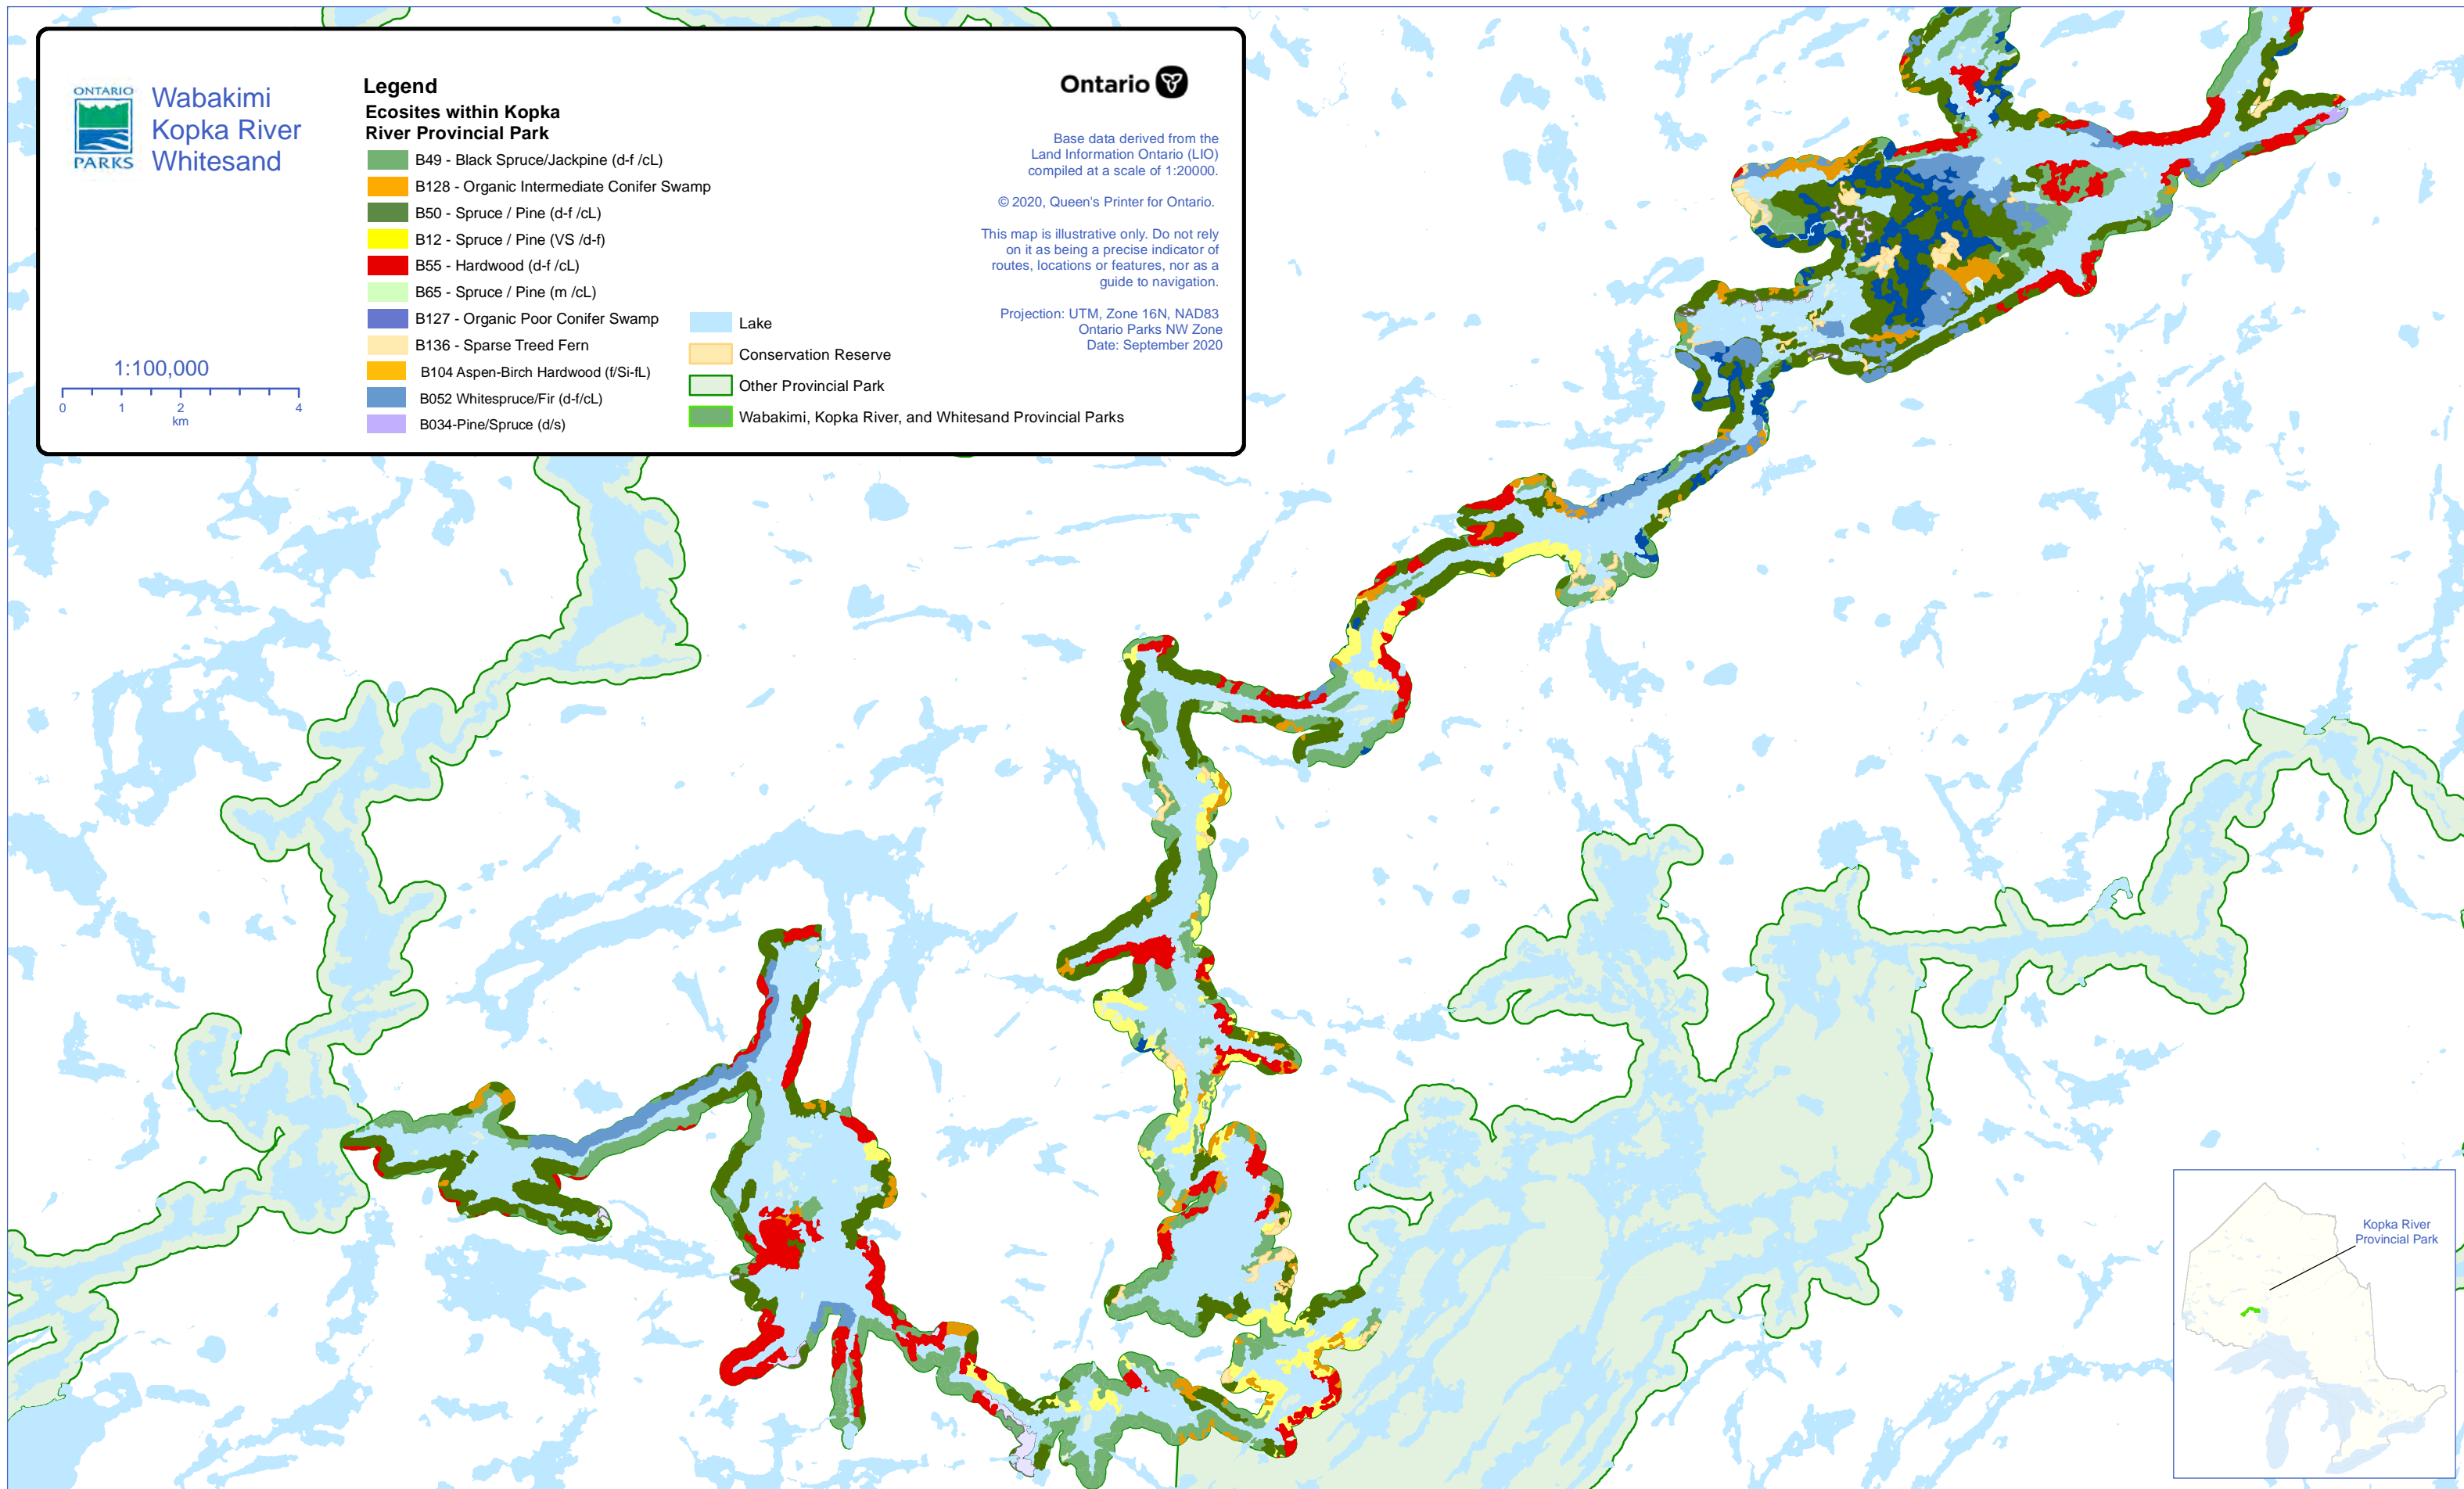 ONTARIO
PARKS
Wabakimi
Kopka River
Whitesand
1:100,000
0 1 2 4
km
Legend
Ecosites within Kopka
River Provincial Park
B49 - Black Spruce/Jackpine (d-f /cL)
B128 - Organic Intermediate Conifer Swamp
B50 - Spruce / Pine (d-f /cL)
B12 - Spruce / Pine (VS /d-f)
B55 - Hardwood (d-f /cL)
B65 - Spruce / Pine (m /cL)
B127 - Organic Poor Conifer Swamp
B136 - Sparse Treed Fern
B104 Aspen-Birch Hardwood (f/Si-fL)
B052 Whitespruce/Fir (d-f/cL)
B034-Pine/Spruce (d/s)
Lake
Conservation Reserve
Other Provincial Park
Wabakimi, Kopka River, and Whitesand Provincial Parks
Ontario
Base data derived from the
Land Information Ontario (LIO)
compiled at a scale of 1:20000.
© 2020, Queen's Printer for Ontario.
This map is illustrative only. Do not rely
on it as being a precise indicator of
routes, locations or features, nor as a
guide to navigation.
Projection: UTM, Zone 16N, NAD83
Ontario Parks NW Zone
Date: September 2020
Kopka River
Provincial Park